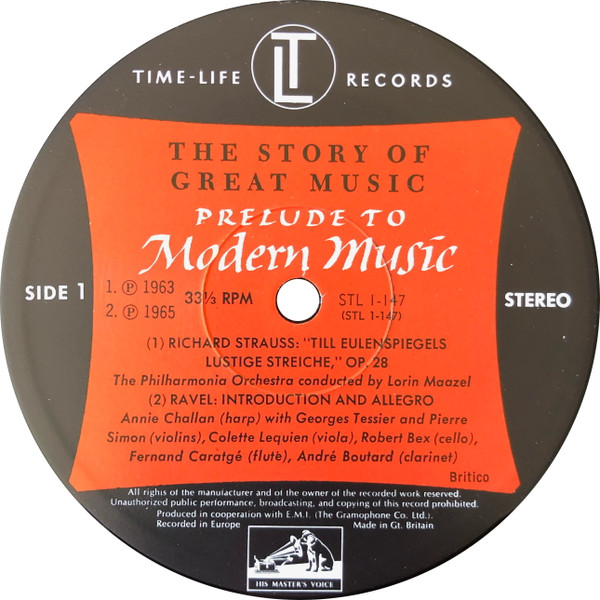 TIME-LIFE TL RECORDS
THE STORY OF
GREAT MUSIC
PRELUDE TO
Modern Music
SIDE 1
1. ℗ 1963
2. ℗ 1965
33⅓ RPM
STL 1-147
(STL 1-147)
STEREO
(1) RICHARD STRAUSS: "TILL EULENSPIEGELS
LUSTIGE STREICHE," OP. 28
The Philharmonia Orchestra conducted by Lorin Maazel
(2) RAVEL: INTRODUCTION AND ALLEGRO
Annie Challan (harp) with Georges Tessier and Pierre
Simon (violins), Colette Lequien (viola), Robert Bex (cello),
Fernand Caratgé (flute), André Boutard (clarinet)
Britico
All rights of the manufacturer and of the owner of the recorded work reserved.
Unauthorized public performance, broadcasting, and copying of this record prohibited.
Produced in cooperation with E.M.I. (The Gramophone Co. Ltd.)
Recorded in Europe Made in Gt. Britain
HIS MASTER'S VOICE